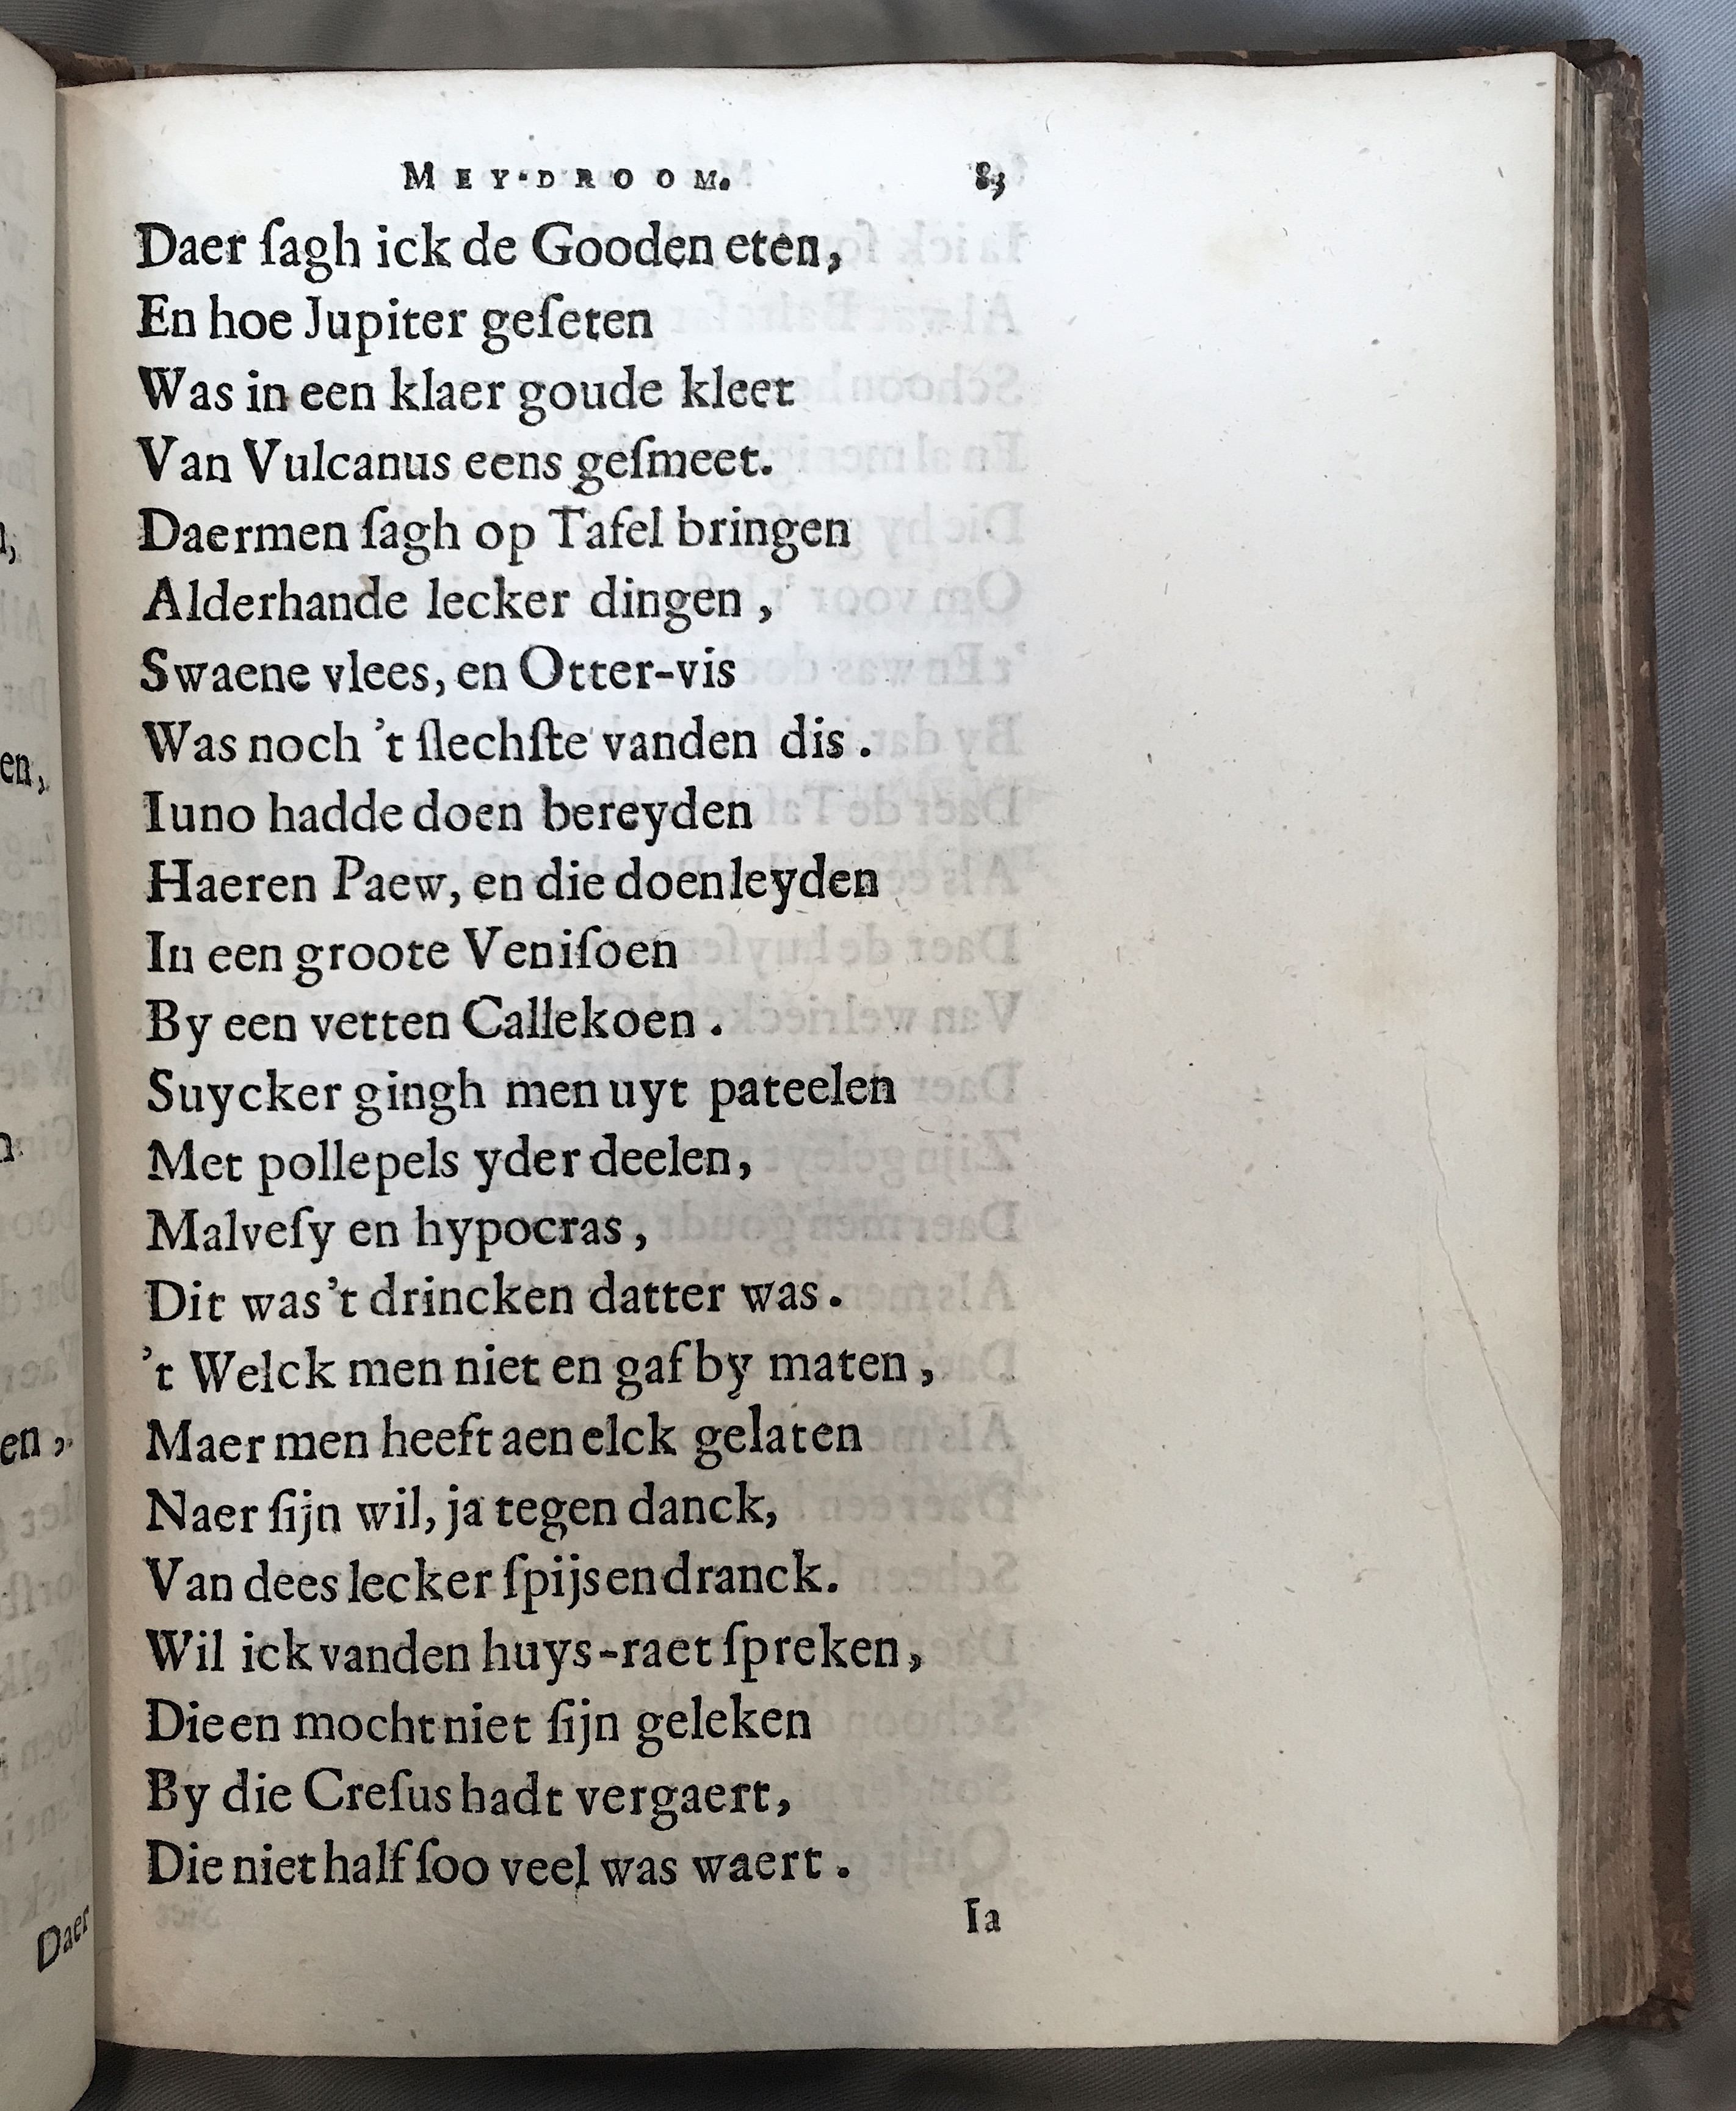 MEY-DROOM. 83
Daer ſagh ick de Gooden eten,
En hoe Jupiter geſeten
Was in een klaer goude kleet
Van Vulcanus eens geſmeet.
Daermen ſagh op Tafel bringen
Alderhande lecker dingen,
Swaene vlees, en Otter-vis
Was noch 't ſlechſte vanden dis.
Iuno hadde doen bereyden
Haeren Paew, en die doen leyden
In een groote Veniſoen
By een vetten Callekoen.
Suycker gingh men uyt pateelen
Met pollepels yder deelen,
Malveſy en hypocras,
Dit was 't drincken datter was.
't Welck men niet en gaf by maten,
Maer men heeft aen elck gelaten
Naer ſijn wil, ja tegen danck,
Van dees lecker ſpijs en dranck.
Wil ick vanden huys-raet ſpreken,
Die en mocht niet ſijn geleken
By die Creſus hadt vergaert,
Die niet half ſoo veel was waert.
Ia
en,
en,
Daer